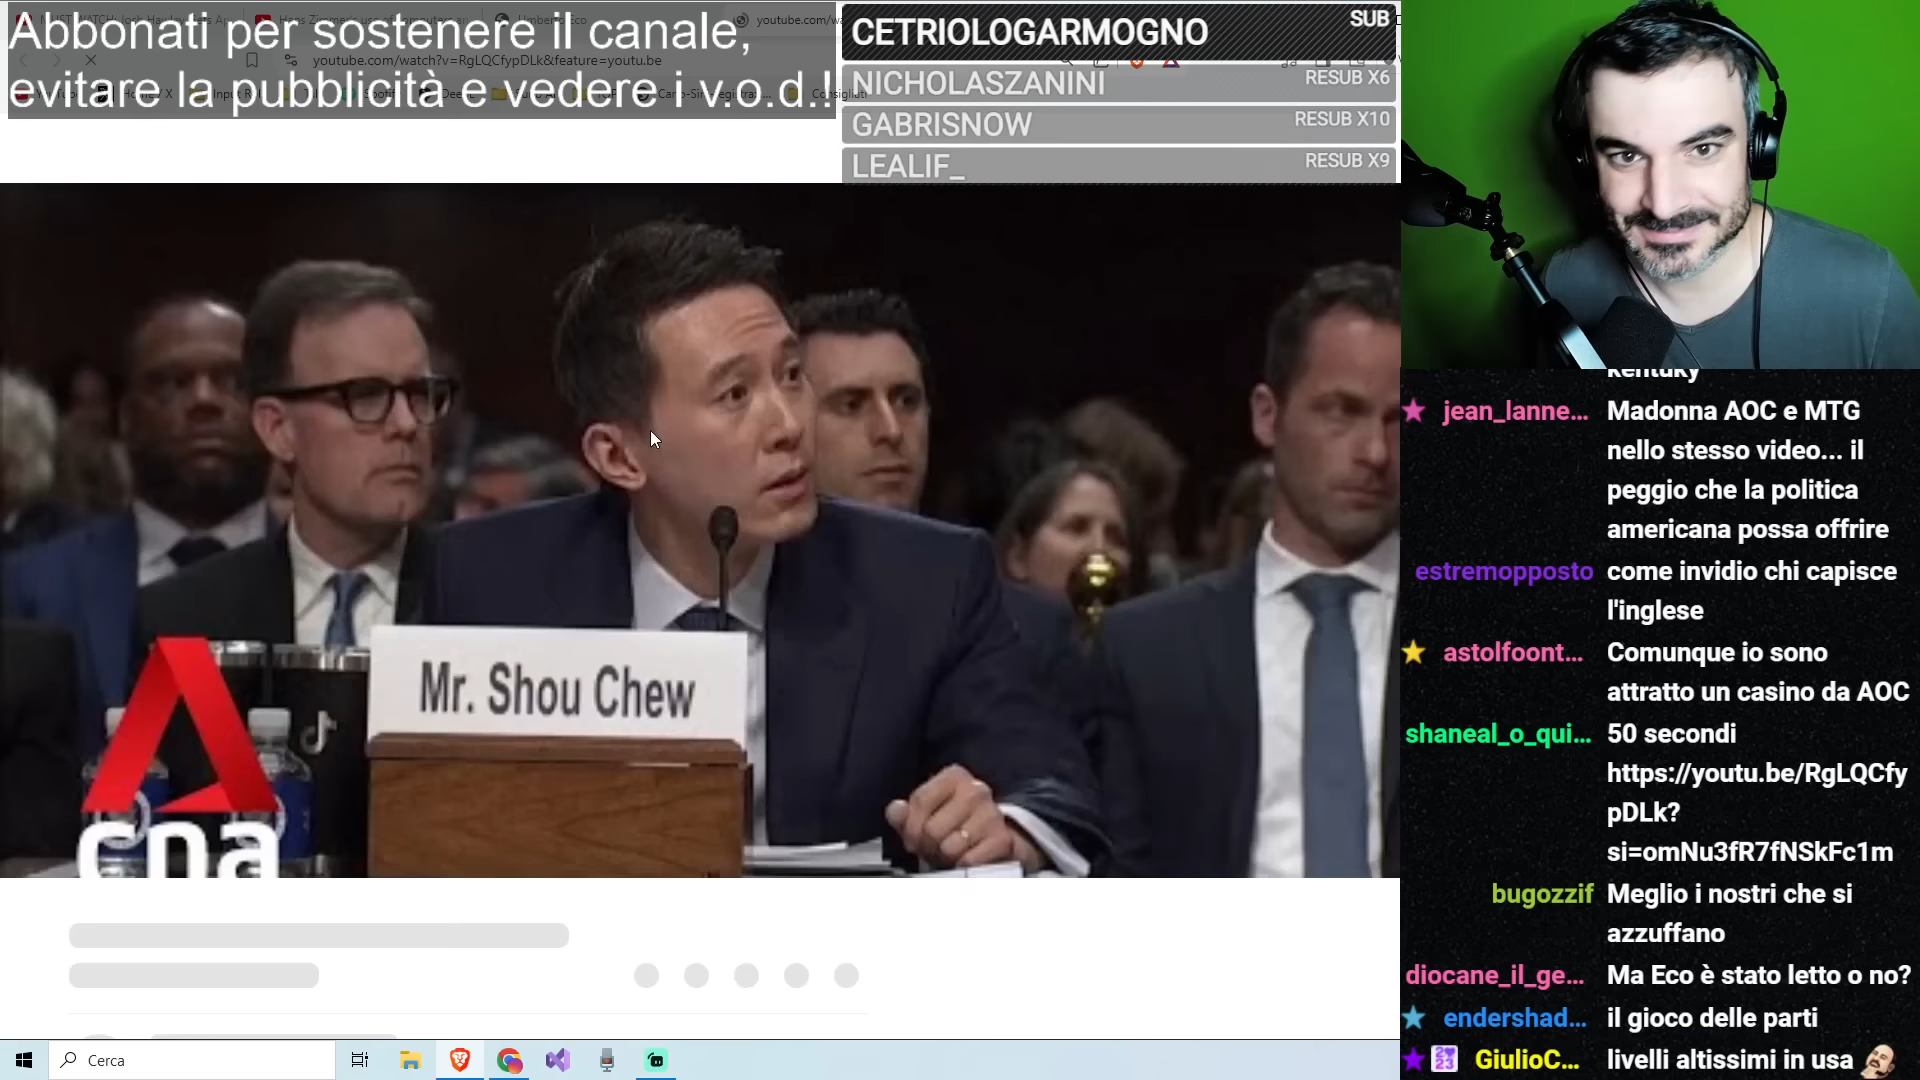 Abbonati per sostenere il canale,
evitare la pubblicità e vedere i v.o.d.!!
youtube.com/watch?v=RgLQCfypDLk&feature=youtu.be
CETRIOLOGARMOGNO SUB
NICHOLASZANINI RESUB X6
GABRISNOW RESUB X10
LEALIF_ RESUB X9
Mr. Shou Chew
cna
kentuky
jean_lanne... Madonna AOC e MTG
nello stesso video... il
peggio che la politica
americana possa offrire
estremopposto come invidio chi capisce
l'inglese
astolfoont... Comunque io sono
attratto un casino da AOC
shaneal_o_qui... 50 secondi
https://youtu.be/RgLQCfy
pDLk?
si=omNu3fR7fNSkFc1m
bugozzif Meglio i nostri che si
azzuffano
diocane_il_ge... Ma Eco è stato letto o no?
endershad... il gioco delle parti
GiulioC... livelli altissimi in usa
Cerca